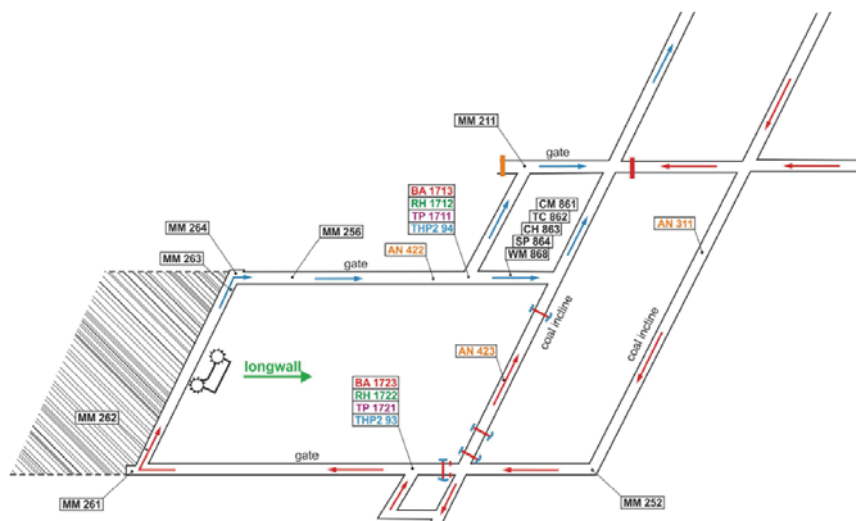 MM 211
gate
BA 1713
RH 1712
TP 1711
THP2 94
CM 861
TC 862
CH 863
SP 864
WM 868
MM 264
MM 256
MM 263
AN 422
AN 311
gate
coal incline
coal incline
longwall
AN 423
BA 1723
RH 1722
TP 1721
THP2 93
MM 262
gate
MM 261
MM 252